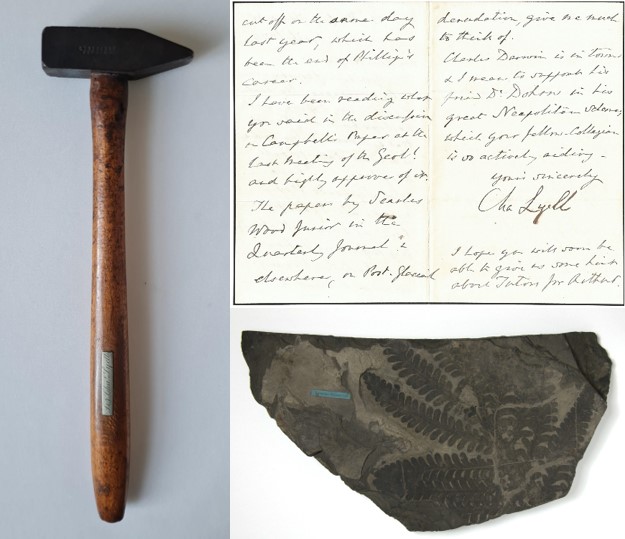 cut off on the same day
last year, which has
been the end of Phillip's
career.
I have been reading what
you said in the discussion
on Campbell's Paper at the
last meeting of the Geol!
and highly approve of it.
The papers by Searles
Wood Junior in the
Quarterly Journal &
elsewhere, on Post-glacial
denudation, give me much
to think of.
Charles Darwin is in town
& I mean to support his
friend Dr Dohrn in his
great Neapolitan scheme,
which your fellow-Collegian
is so actively aiding-
yours sincerely
Cha Lyell
I hope you will soon be
able to give us some hint
about Tutors for Arthur.